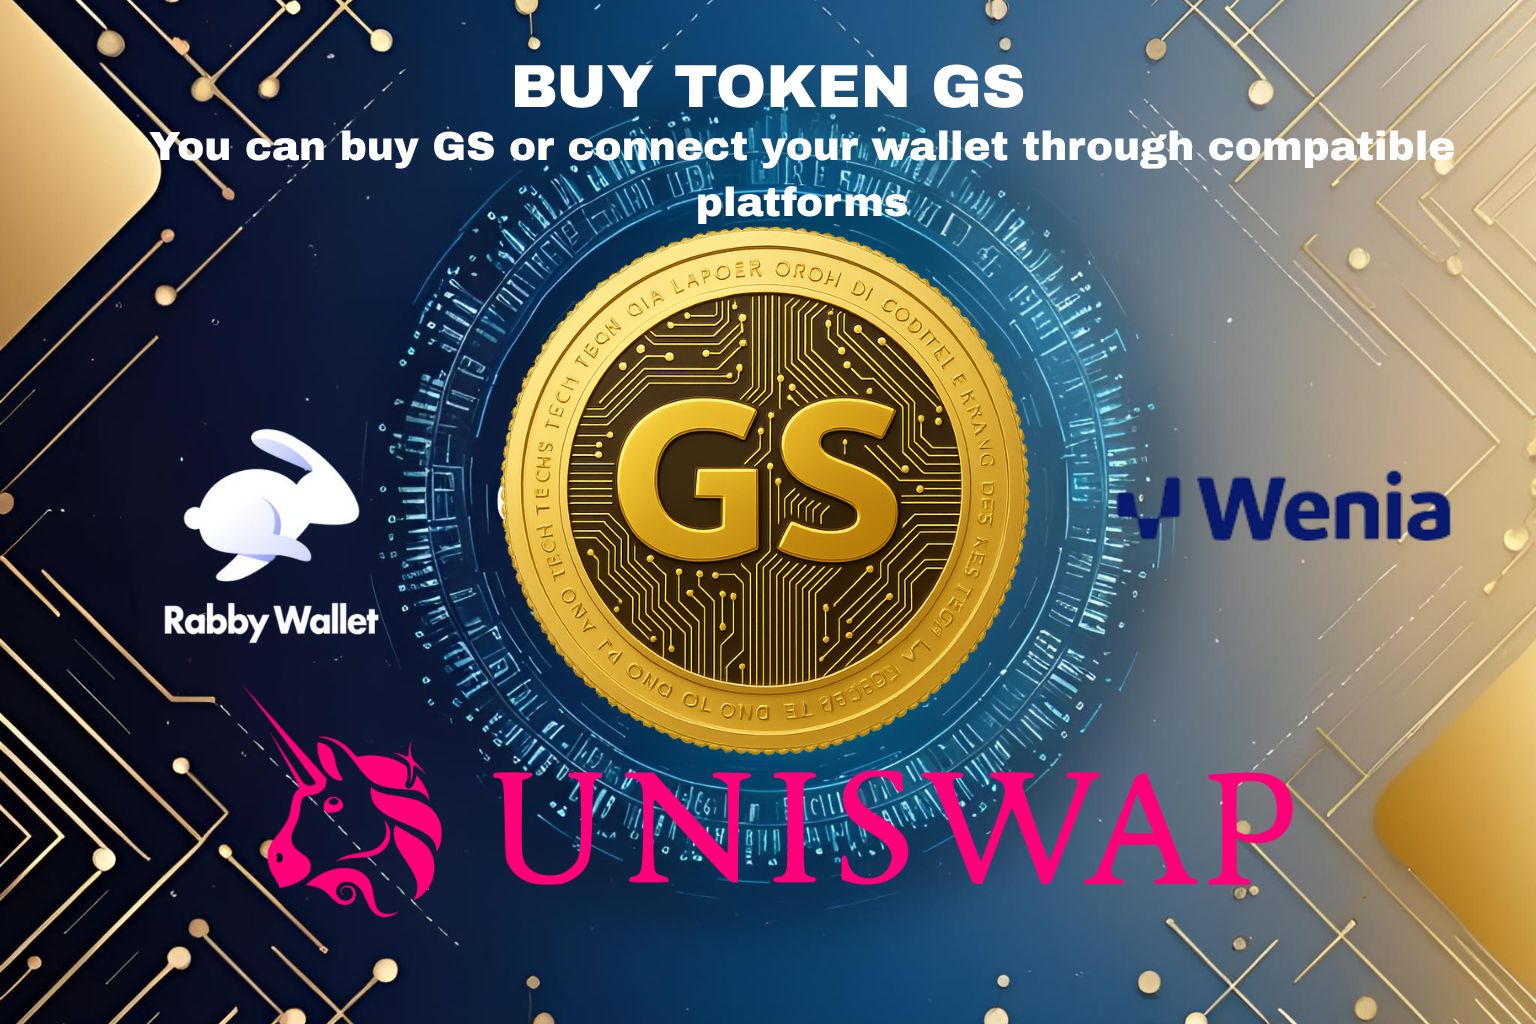 BUY TOKEN GS
You can buy GS or connect your wallet through compatible
platforms
GS
Rabby Wallet
Wenia
UNISWAP